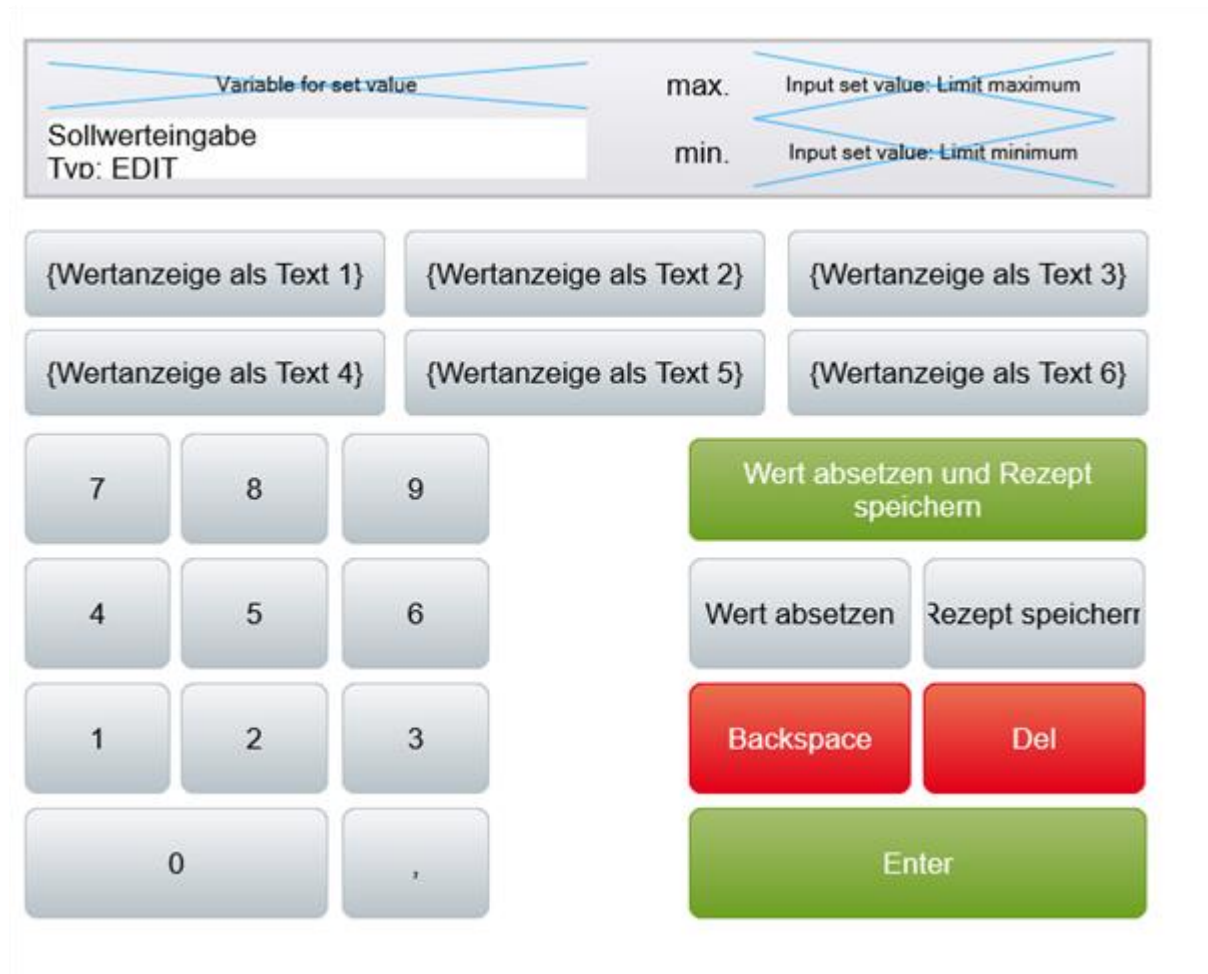 Variable for set value
max.
Input set value: Limit maximum
Sollwerteingabe
Typ: EDIT
min.
Input set value: Limit minimum
{Wertanzeige als Text 1}
{Wertanzeige als Text 2}
{Wertanzeige als Text 3}
{Wertanzeige als Text 4}
{Wertanzeige als Text 5}
{Wertanzeige als Text 6}
7
8
9
Wert absetzen und Rezept
speichern
4
5
6
Wert absetzen
Rezept speichern
1
2
3
Backspace
Del
0
,
Enter